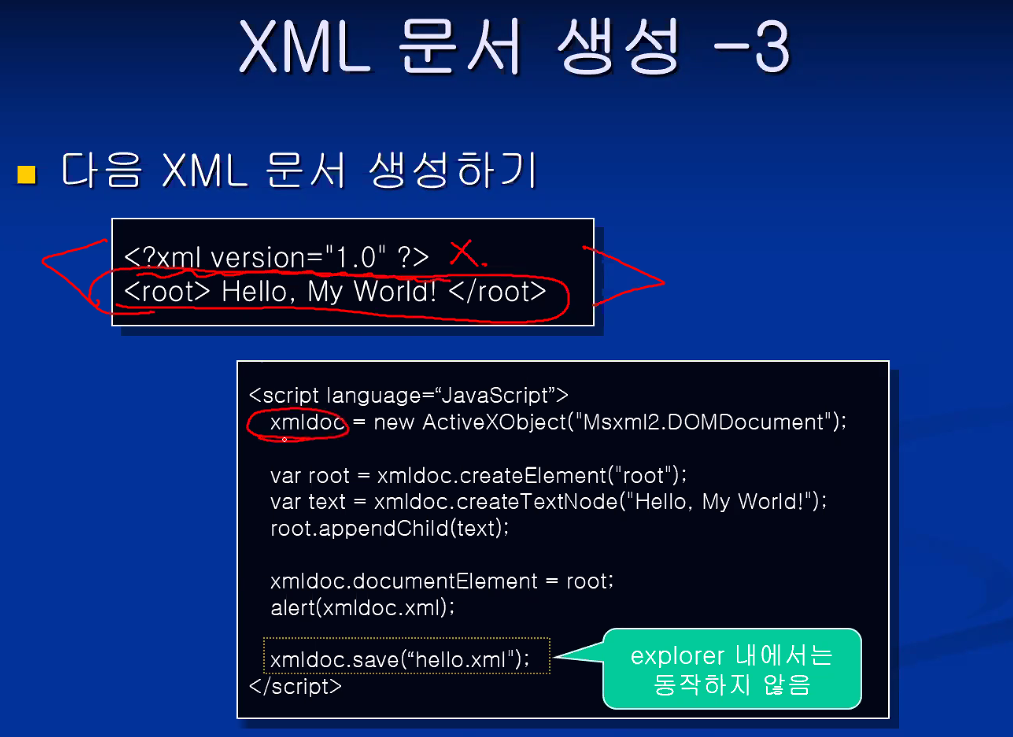 XML 문서 생성 -3
다음 XML 문서 생성하기
<?xml version="1.0" ?> X.
<root> Hello, My World! </root>
<script language=“JavaScript”>
xmldoc = new ActiveXObject("Msxml2.DOMDocument");
var root = xmldoc.createElement("root");
var text = xmldoc.createTextNode("Hello, My World!");
root.appendChild(text);
xmldoc.documentElement = root;
alert(xmldoc.xml);
xmldoc.save(“hello.xml");
</script>
explorer 내에서는
동작하지 않음